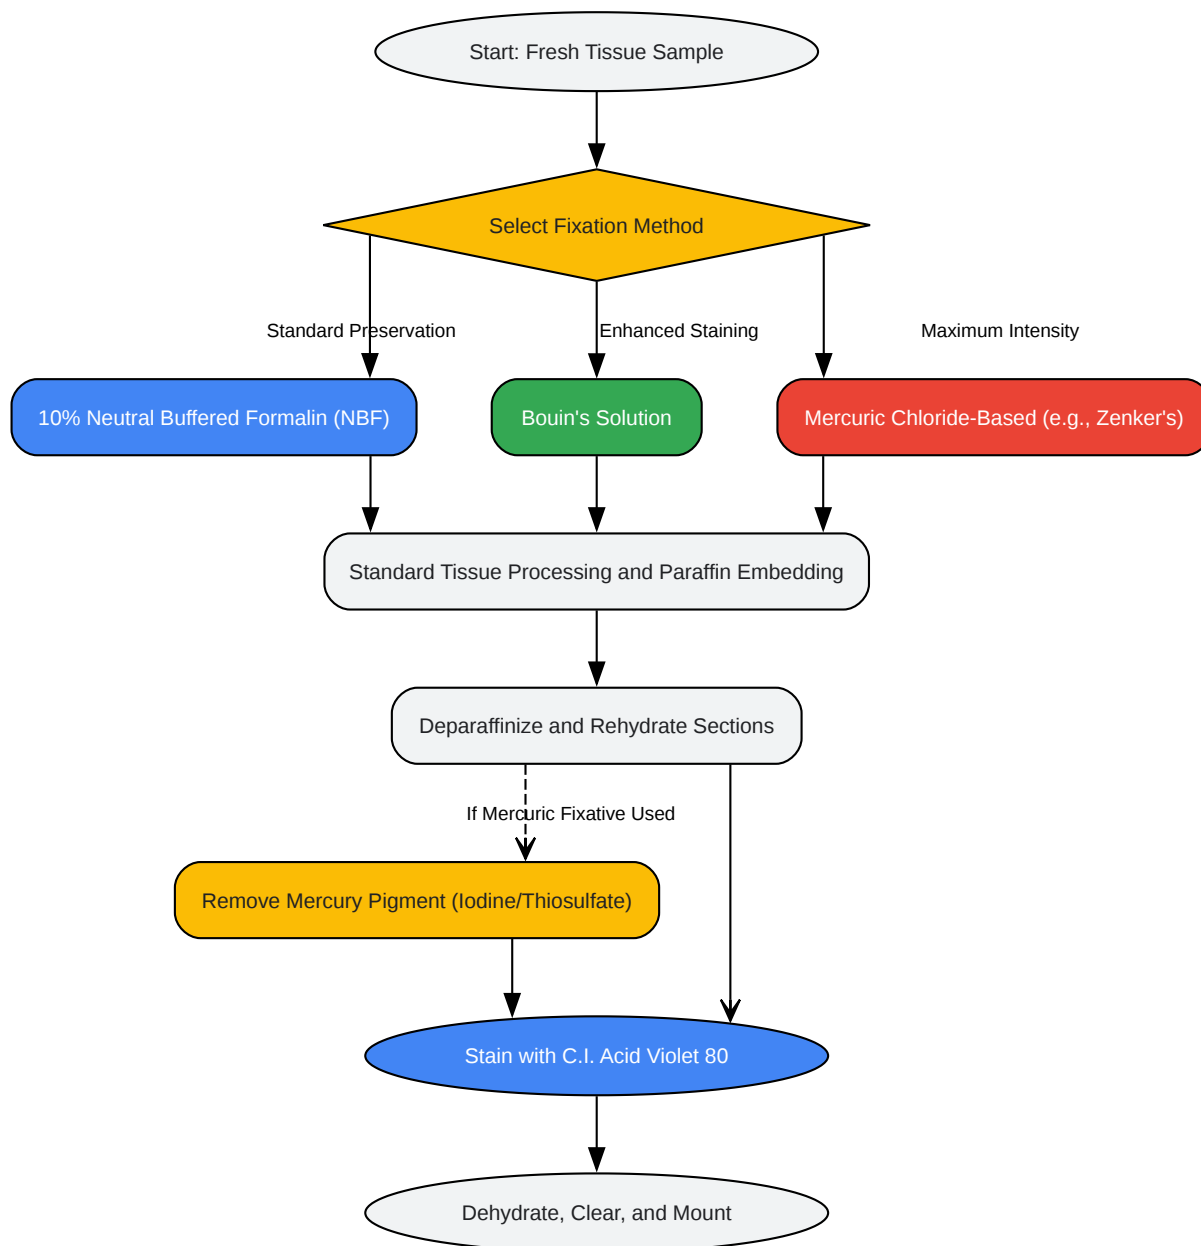 Start: Fresh Tissue Sample
Select Fixation Method
Standard Preservation
Enhanced Staining
Maximum Intensity
10% Neutral Buffered Formalin (NBF)
Bouin's Solution
Mercuric Chloride-Based (e.g., Zenker's)
Standard Tissue Processing and Paraffin Embedding
Deparaffinize and Rehydrate Sections
If Mercuric Fixative Used
Remove Mercury Pigment (Iodine/Thiosulfate)
Stain with C.I. Acid Violet 80
Dehydrate, Clear, and Mount